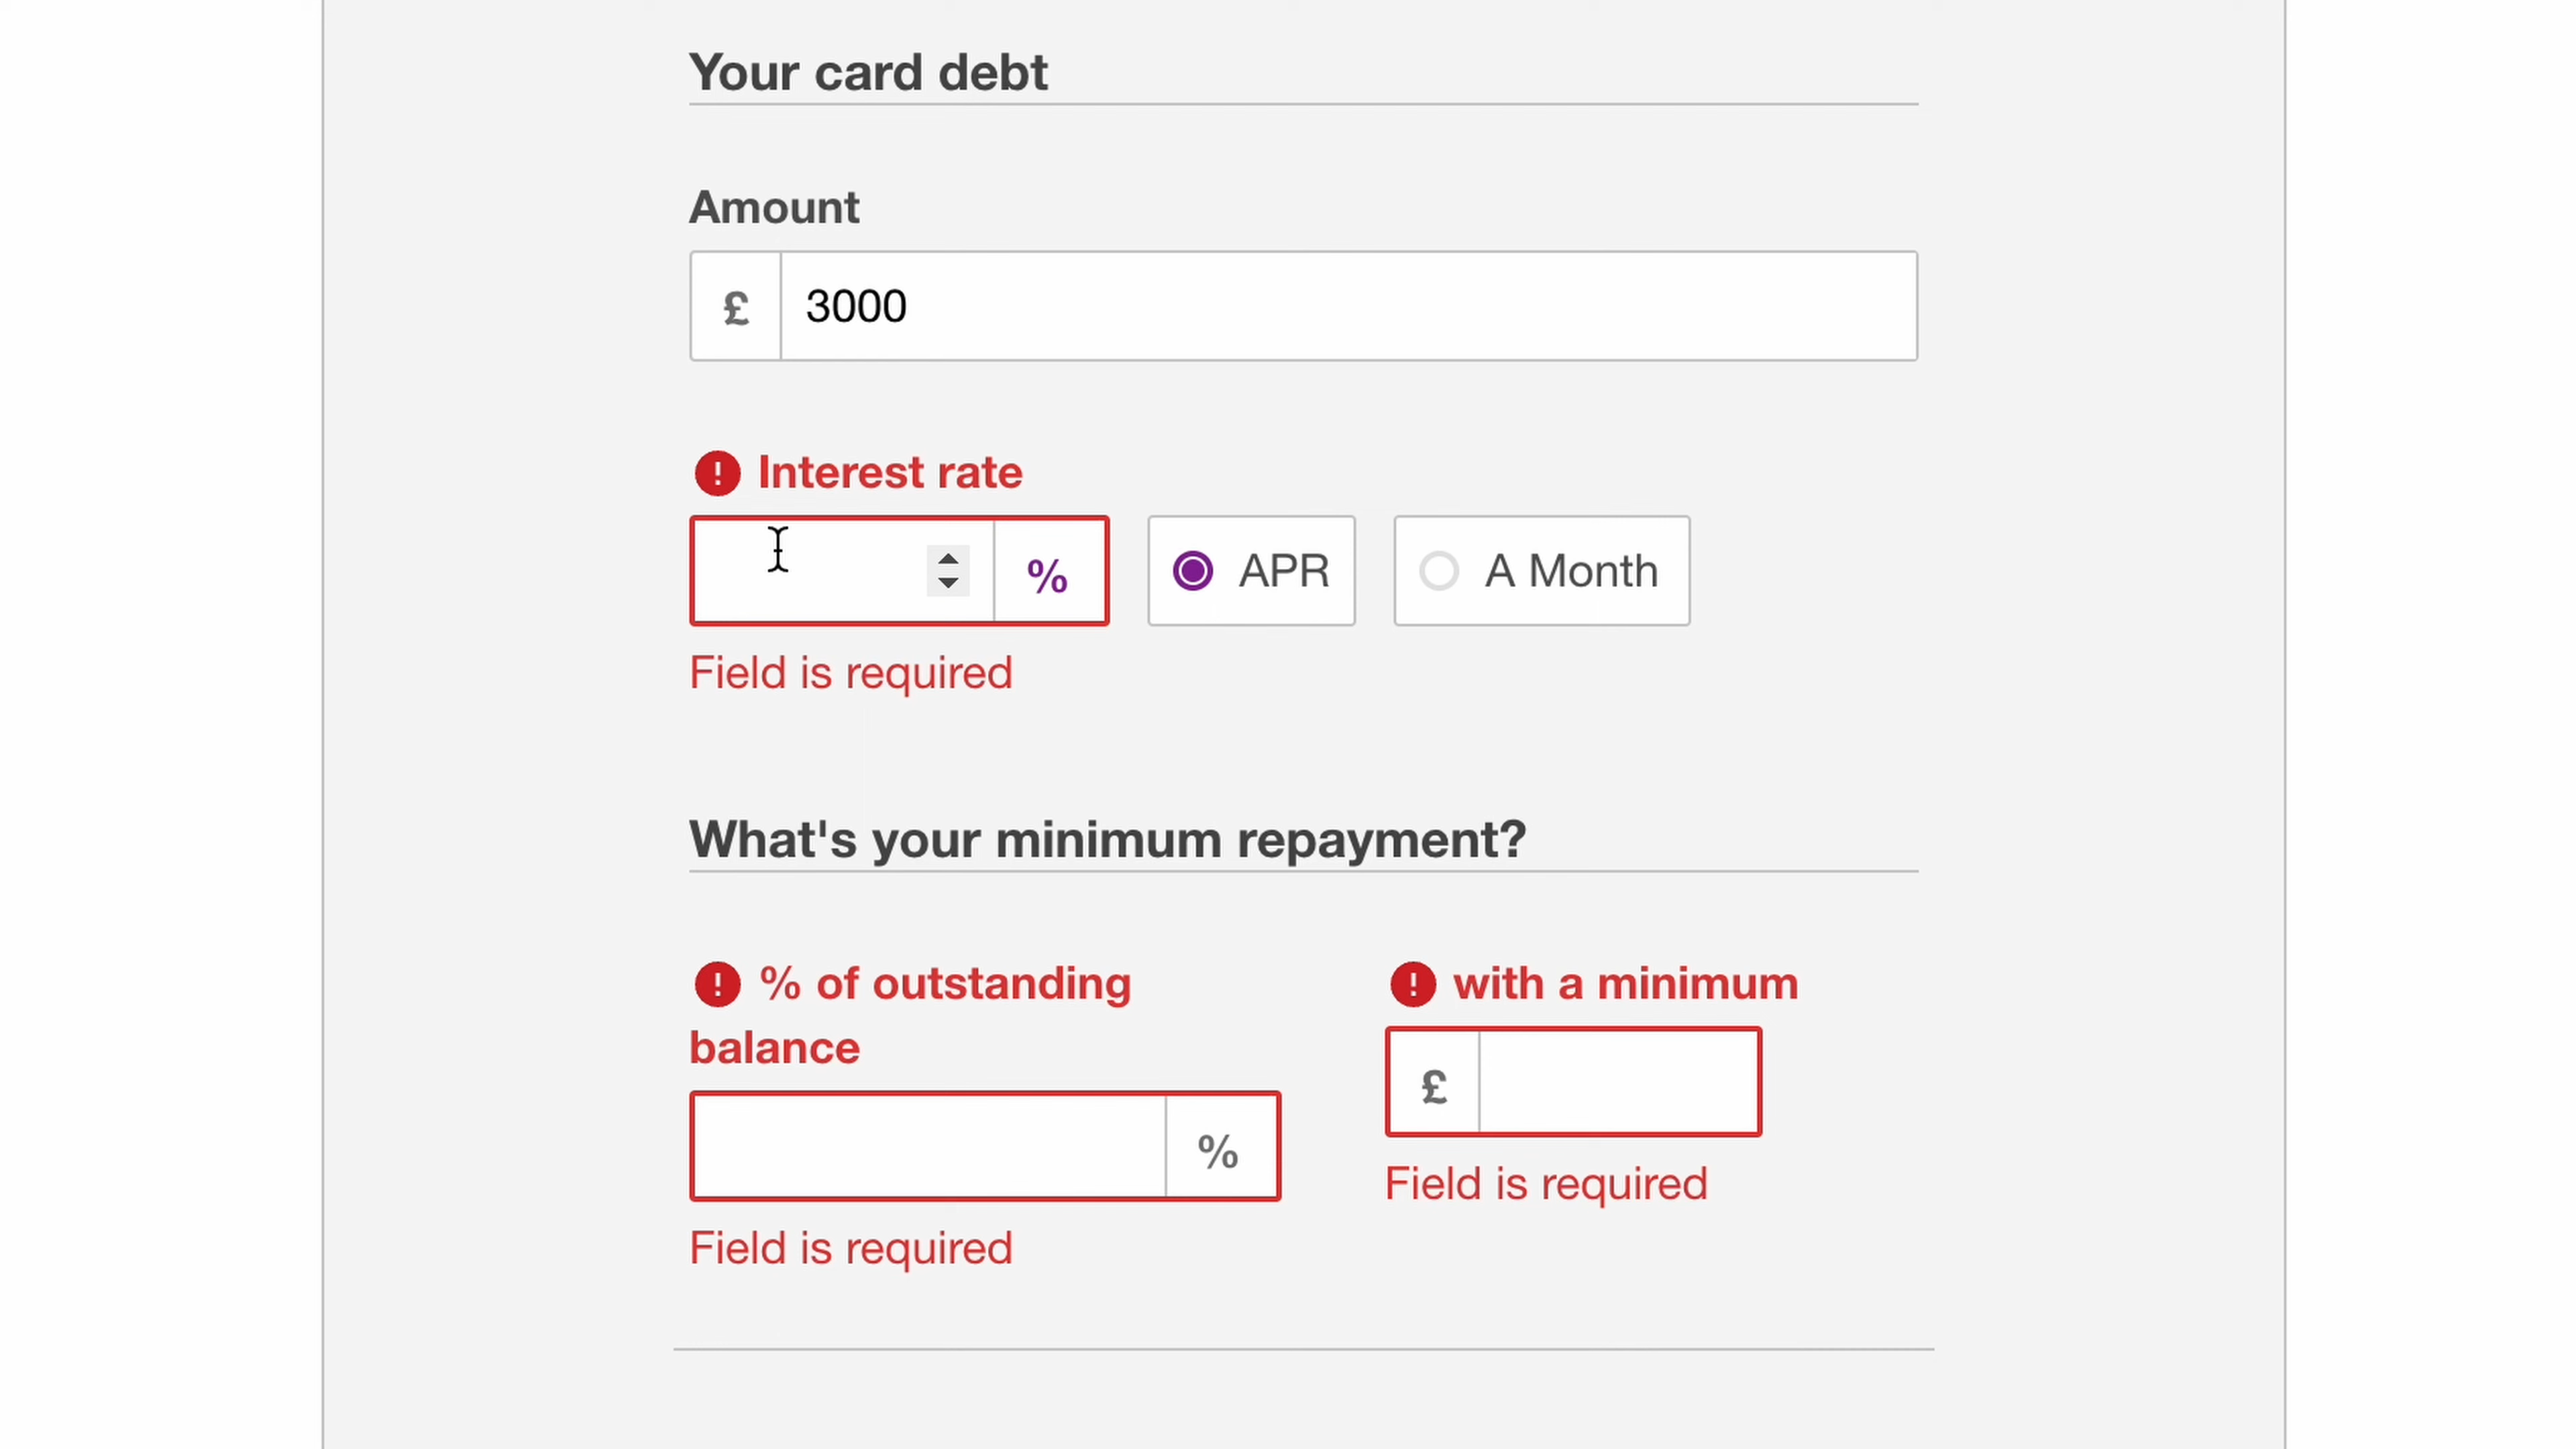 Your card debt
Amount
£ 3000
! Interest rate
% APR A Month
Field is required
What's your minimum repayment?
! % of outstanding
balance
%
Field is required
! with a minimum
£
Field is required